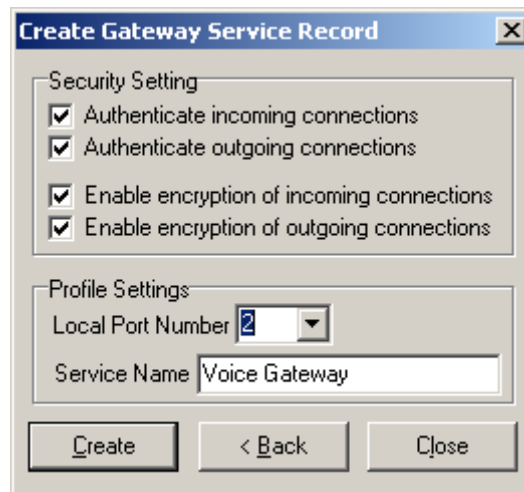 Create Gateway Service Record
Security Setting
Authenticate incoming connections
Authenticate outgoing connections
Enable encryption of incoming connections
Enable encryption of outgoing connections
Profile Settings
Local Port Number 2
Service Name Voice Gateway
Create < Back Close